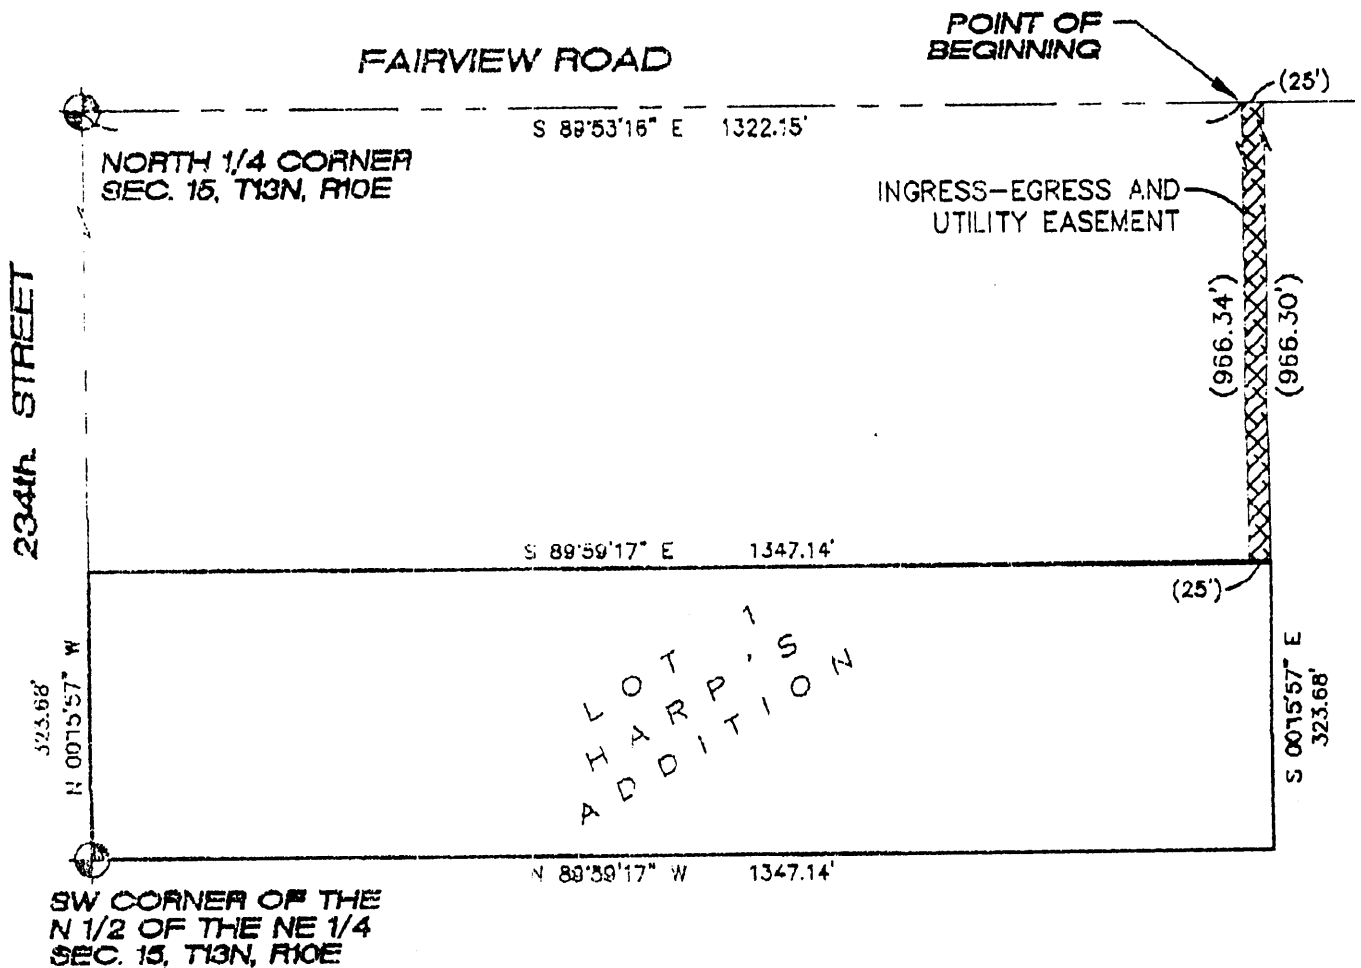 POINT OF
BEGINNING
FAIRVIEW ROAD
(25')
S 89°53'16" E 1322.15'
NORTH 1/4 CORNER
SEC. 15, T13N, R10E
INGRESS-EGRESS AND
UTILITY EASEMENT
234th. STREET
(966.34')
(966.30')
S 89°59'17" E 1347.14'
(25')
LOT 1
HARP'S
ADDITION
323.68'
N 00°15'57" W
S 00°15'57" E
323.68'
N 89°59'17" W 1347.14'
SW CORNER OF THE
N 1/2 OF THE NE 1/4
SEC. 15, T13N, R10E